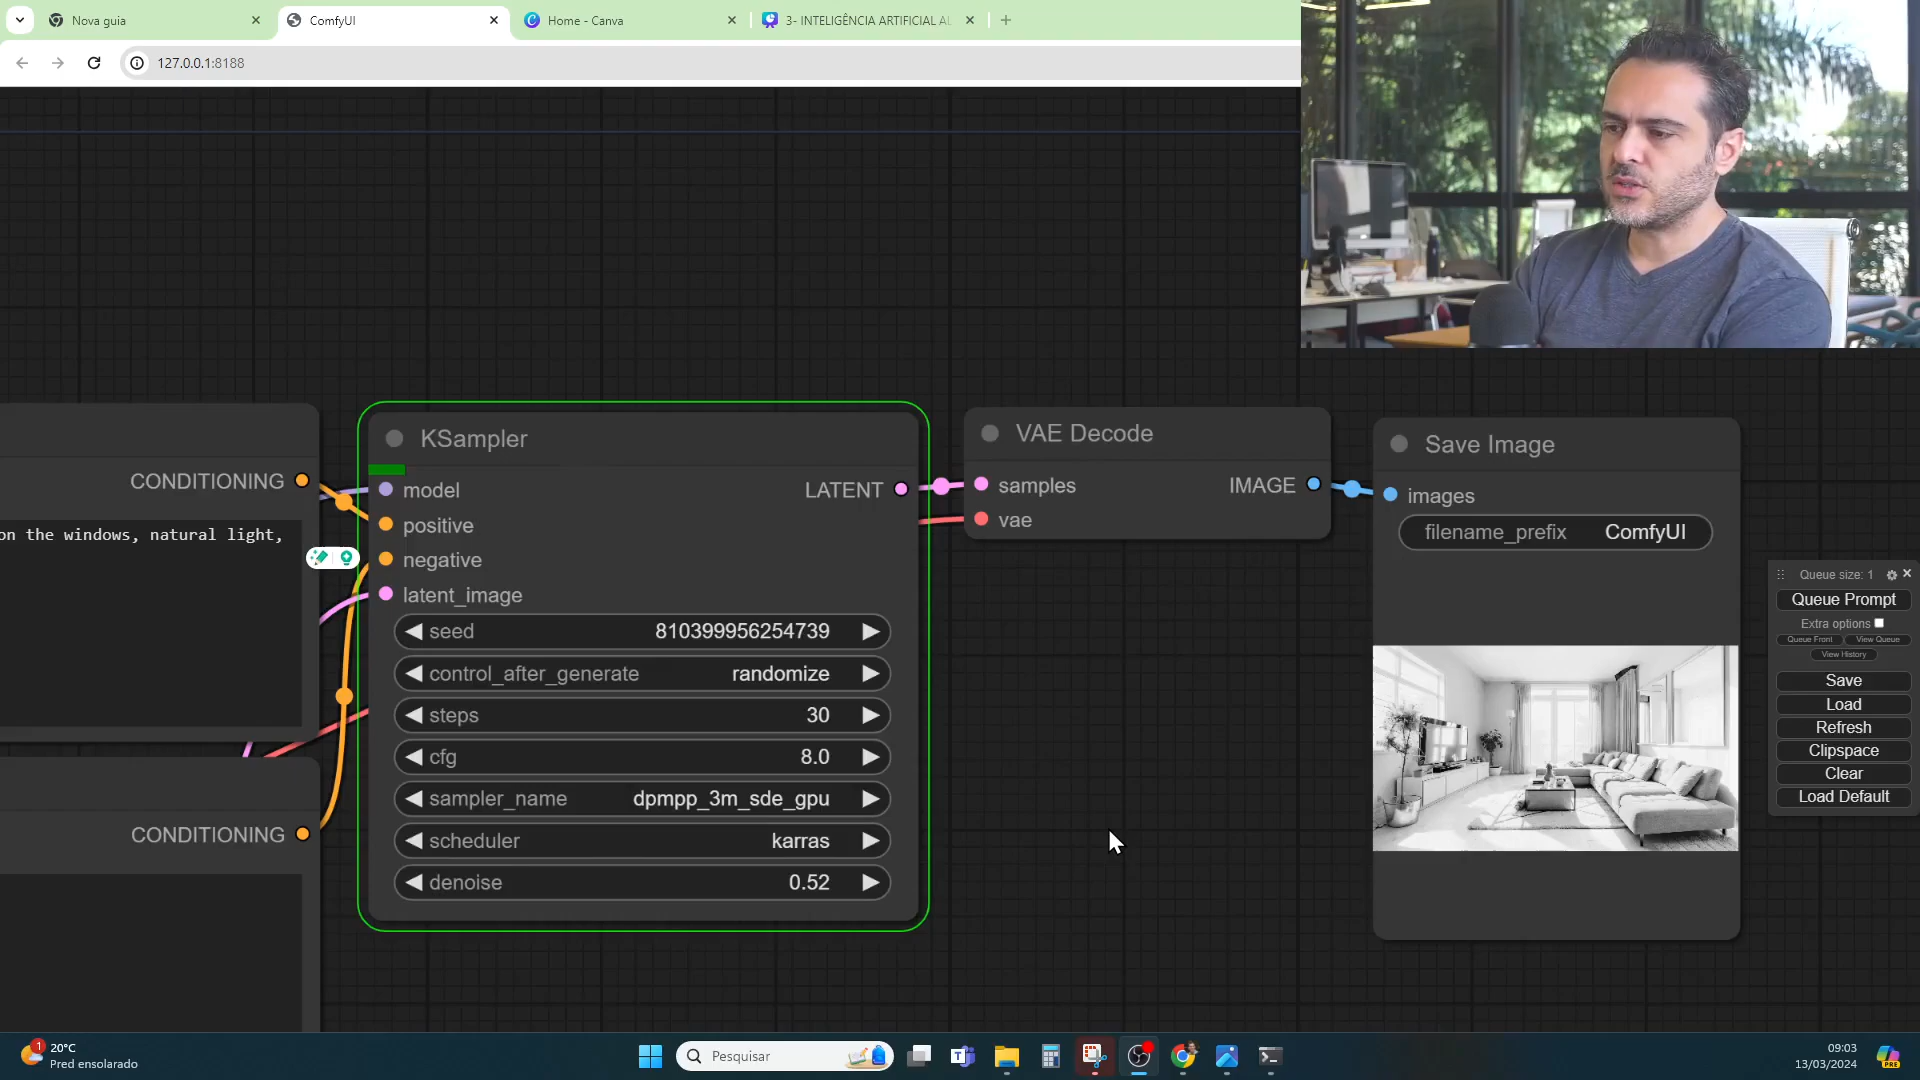 Nova guia
ComfyUI
Home - Canva
3- INTELIGÊNCIA ARTIFICIAL AL
127.0.0.1:8188
CONDITIONING
on the windows, natural light,
CONDITIONING
KSampler
model
LATENT
positive
negative
latent_image
seed 810399956254739
control_after_generate randomize
steps 30
cfg 8.0
sampler_name dpmpp_3m_sde_gpu
scheduler karras
denoise 0.52
VAE Decode
samples
IMAGE
vae
Save Image
images
filename_prefix ComfyUI
Queue size: 1
Queue Prompt
Extra options
Queue Front View Queue
View History
Save
Load
Refresh
Clipspace
Clear
Load Default
1
20°C
Pred ensolarado
Pesquisar
09:03
13/03/2024
PRE